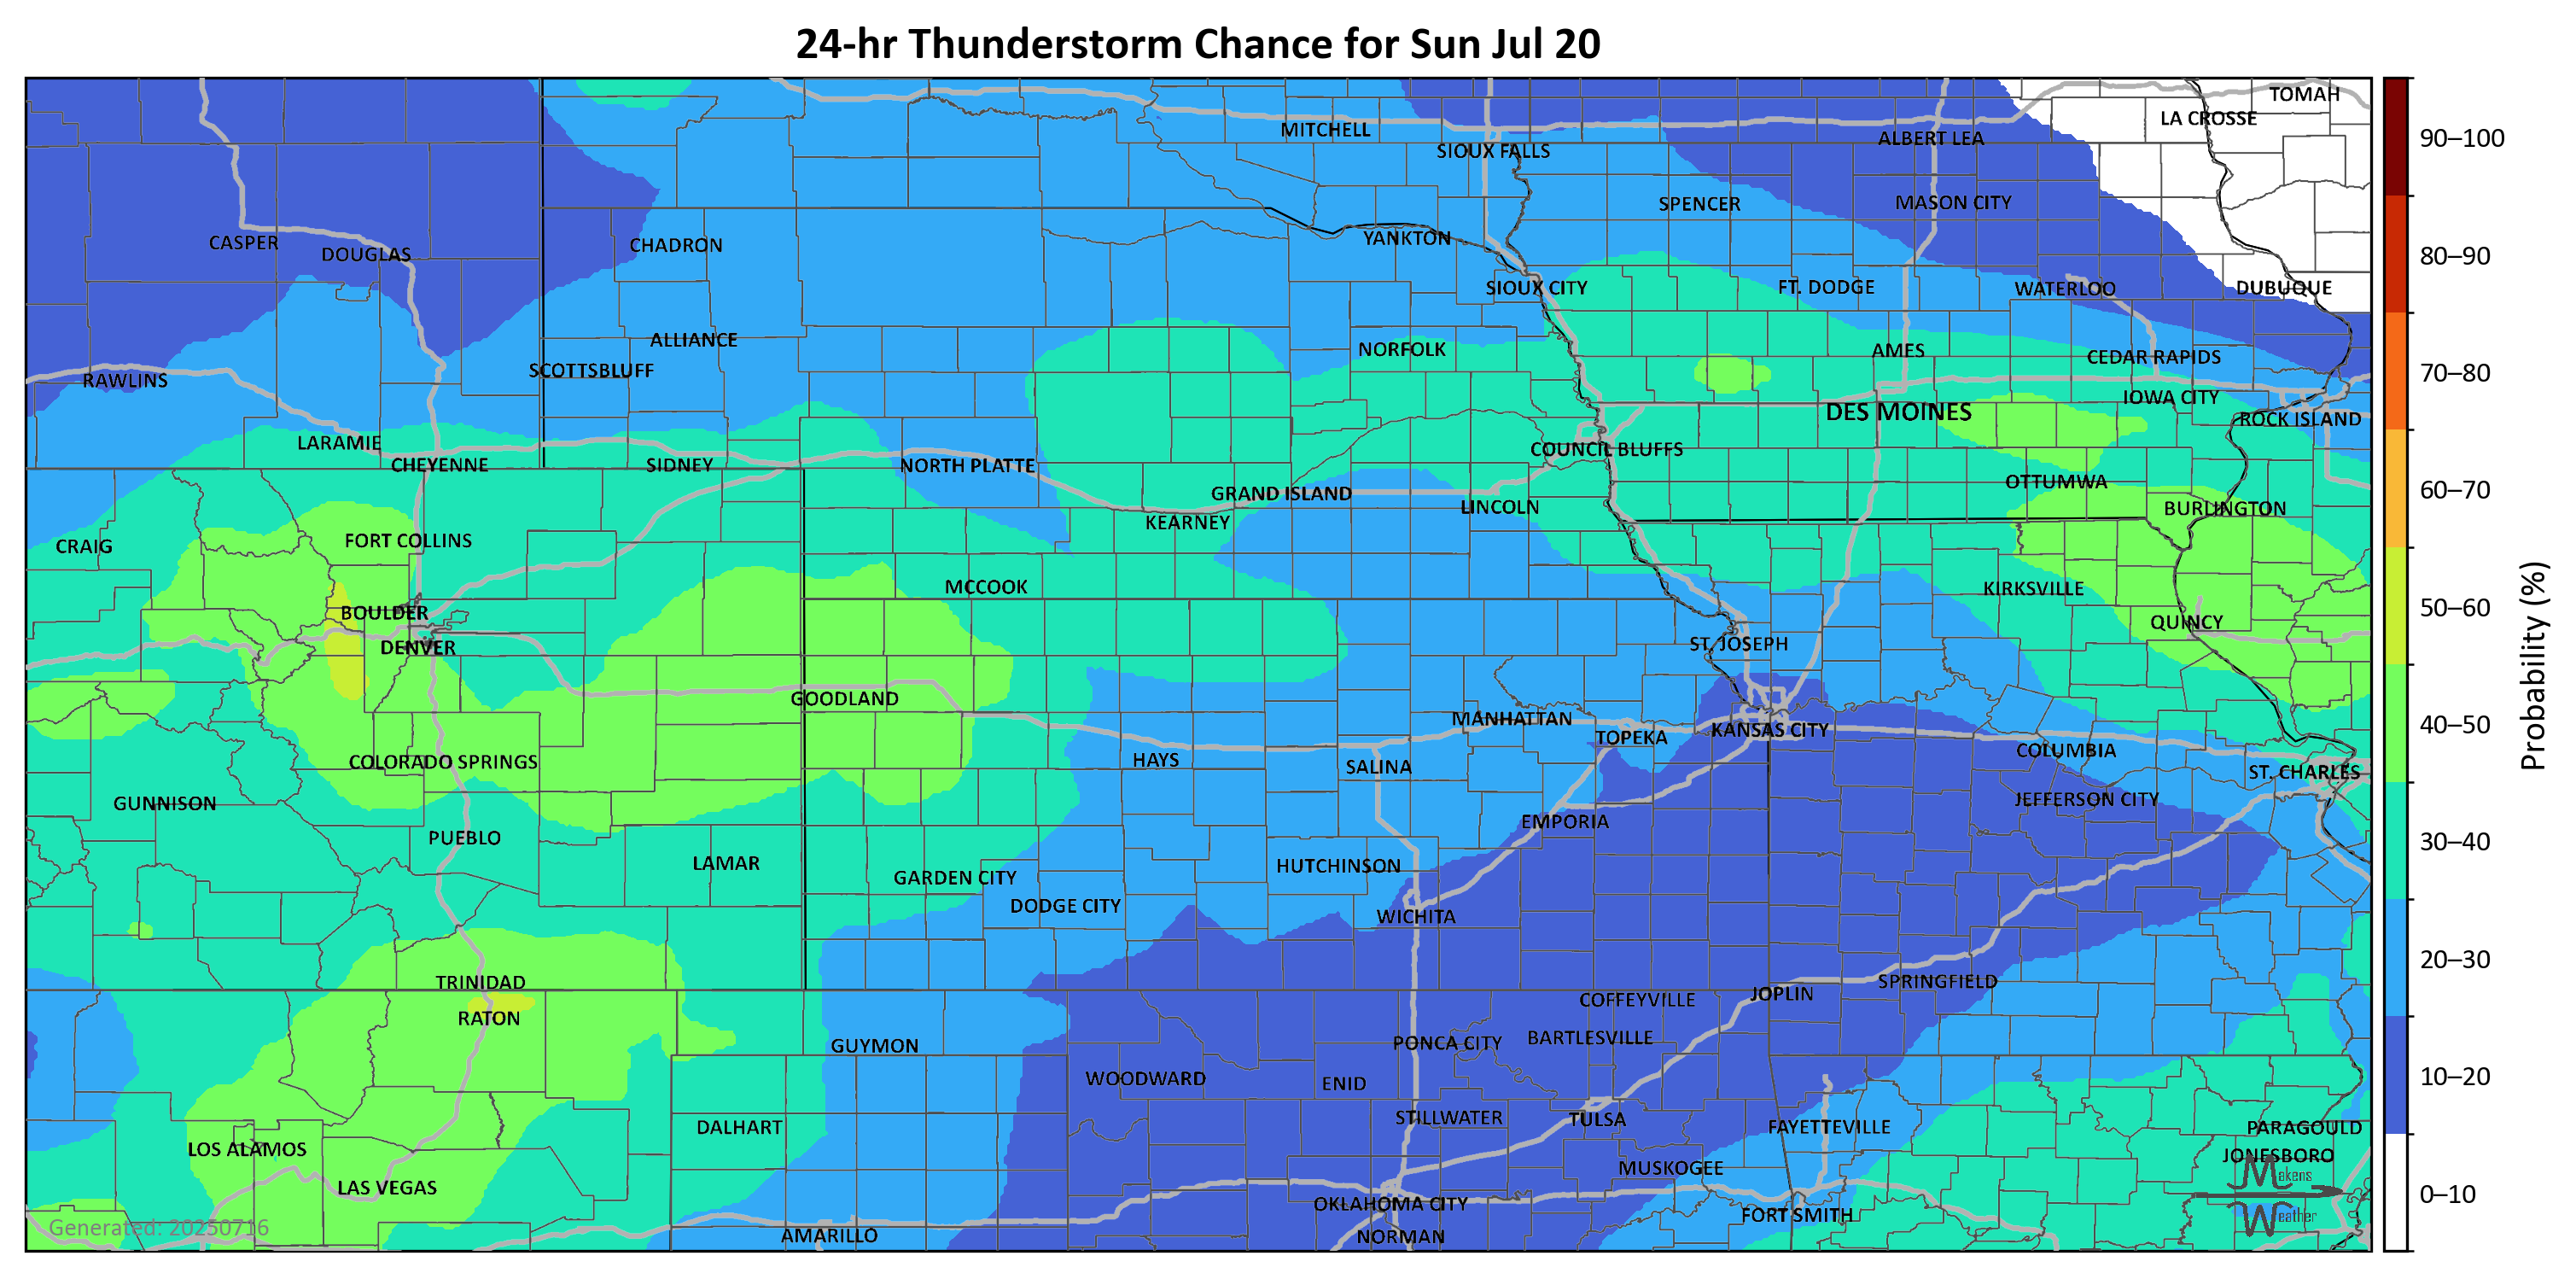 24-hr Thunderstorm Chance for Sun Jul 20
TOMAH
LA CROSSE
MITCHELL
ALBERT LEA
SIOUX FALLS
SPENCER
MASON CITY
CASPER
DOUGLAS
CHADRON
YANKTON
SIOUX CITY
FT. DODGE
WATERLOO
DUBUQUE
ALLIANCE
NORFOLK
AMES
CEDAR RAPIDS
RAWLINS
SCOTTSBLUFF
IOWA CITY
DES MOINES
ROCK ISLAND
LARAMIE
COUNCIL BLUFFS
CHEYENNE
SIDNEY
NORTH PLATTE
OTTUMWA
GRAND ISLAND
LINCOLN
BURLINGTON
KEARNEY
CRAIG
FORT COLLINS
MCCOOK
KIRKSVILLE
BOULDER
QUINCY
DENVER
ST. JOSEPH
GOODLAND
MANHATTAN
KANSAS CITY
TOPEKA
COLUMBIA
COLORADO SPRINGS
HAYS
SALINA
ST. CHARLES
GUNNISON
JEFFERSON CITY
EMPORIA
PUEBLO
LAMAR
HUTCHINSON
GARDEN CITY
DODGE CITY
WICHITA
TRINIDAD
SPRINGFIELD
JOPLIN
COFFEYVILLE
RATON
BARTLESVILLE
GUYMON
PONCA CITY
WOODWARD
ENID
STILLWATER
TULSA
DALHART
FAYETTEVILLE
PARAGOULD
LOS ALAMOS
JONESBORO
MUSKOGEE
LAS VEGAS
OKLAHOMA CITY
FORT SMITH
AMARILLO
NORMAN
Generated: 20250716
Makens
Weather
90–100
80–90
70–80
60–70
50–60
40–50
30–40
20–30
10–20
0–10
Probability (%)